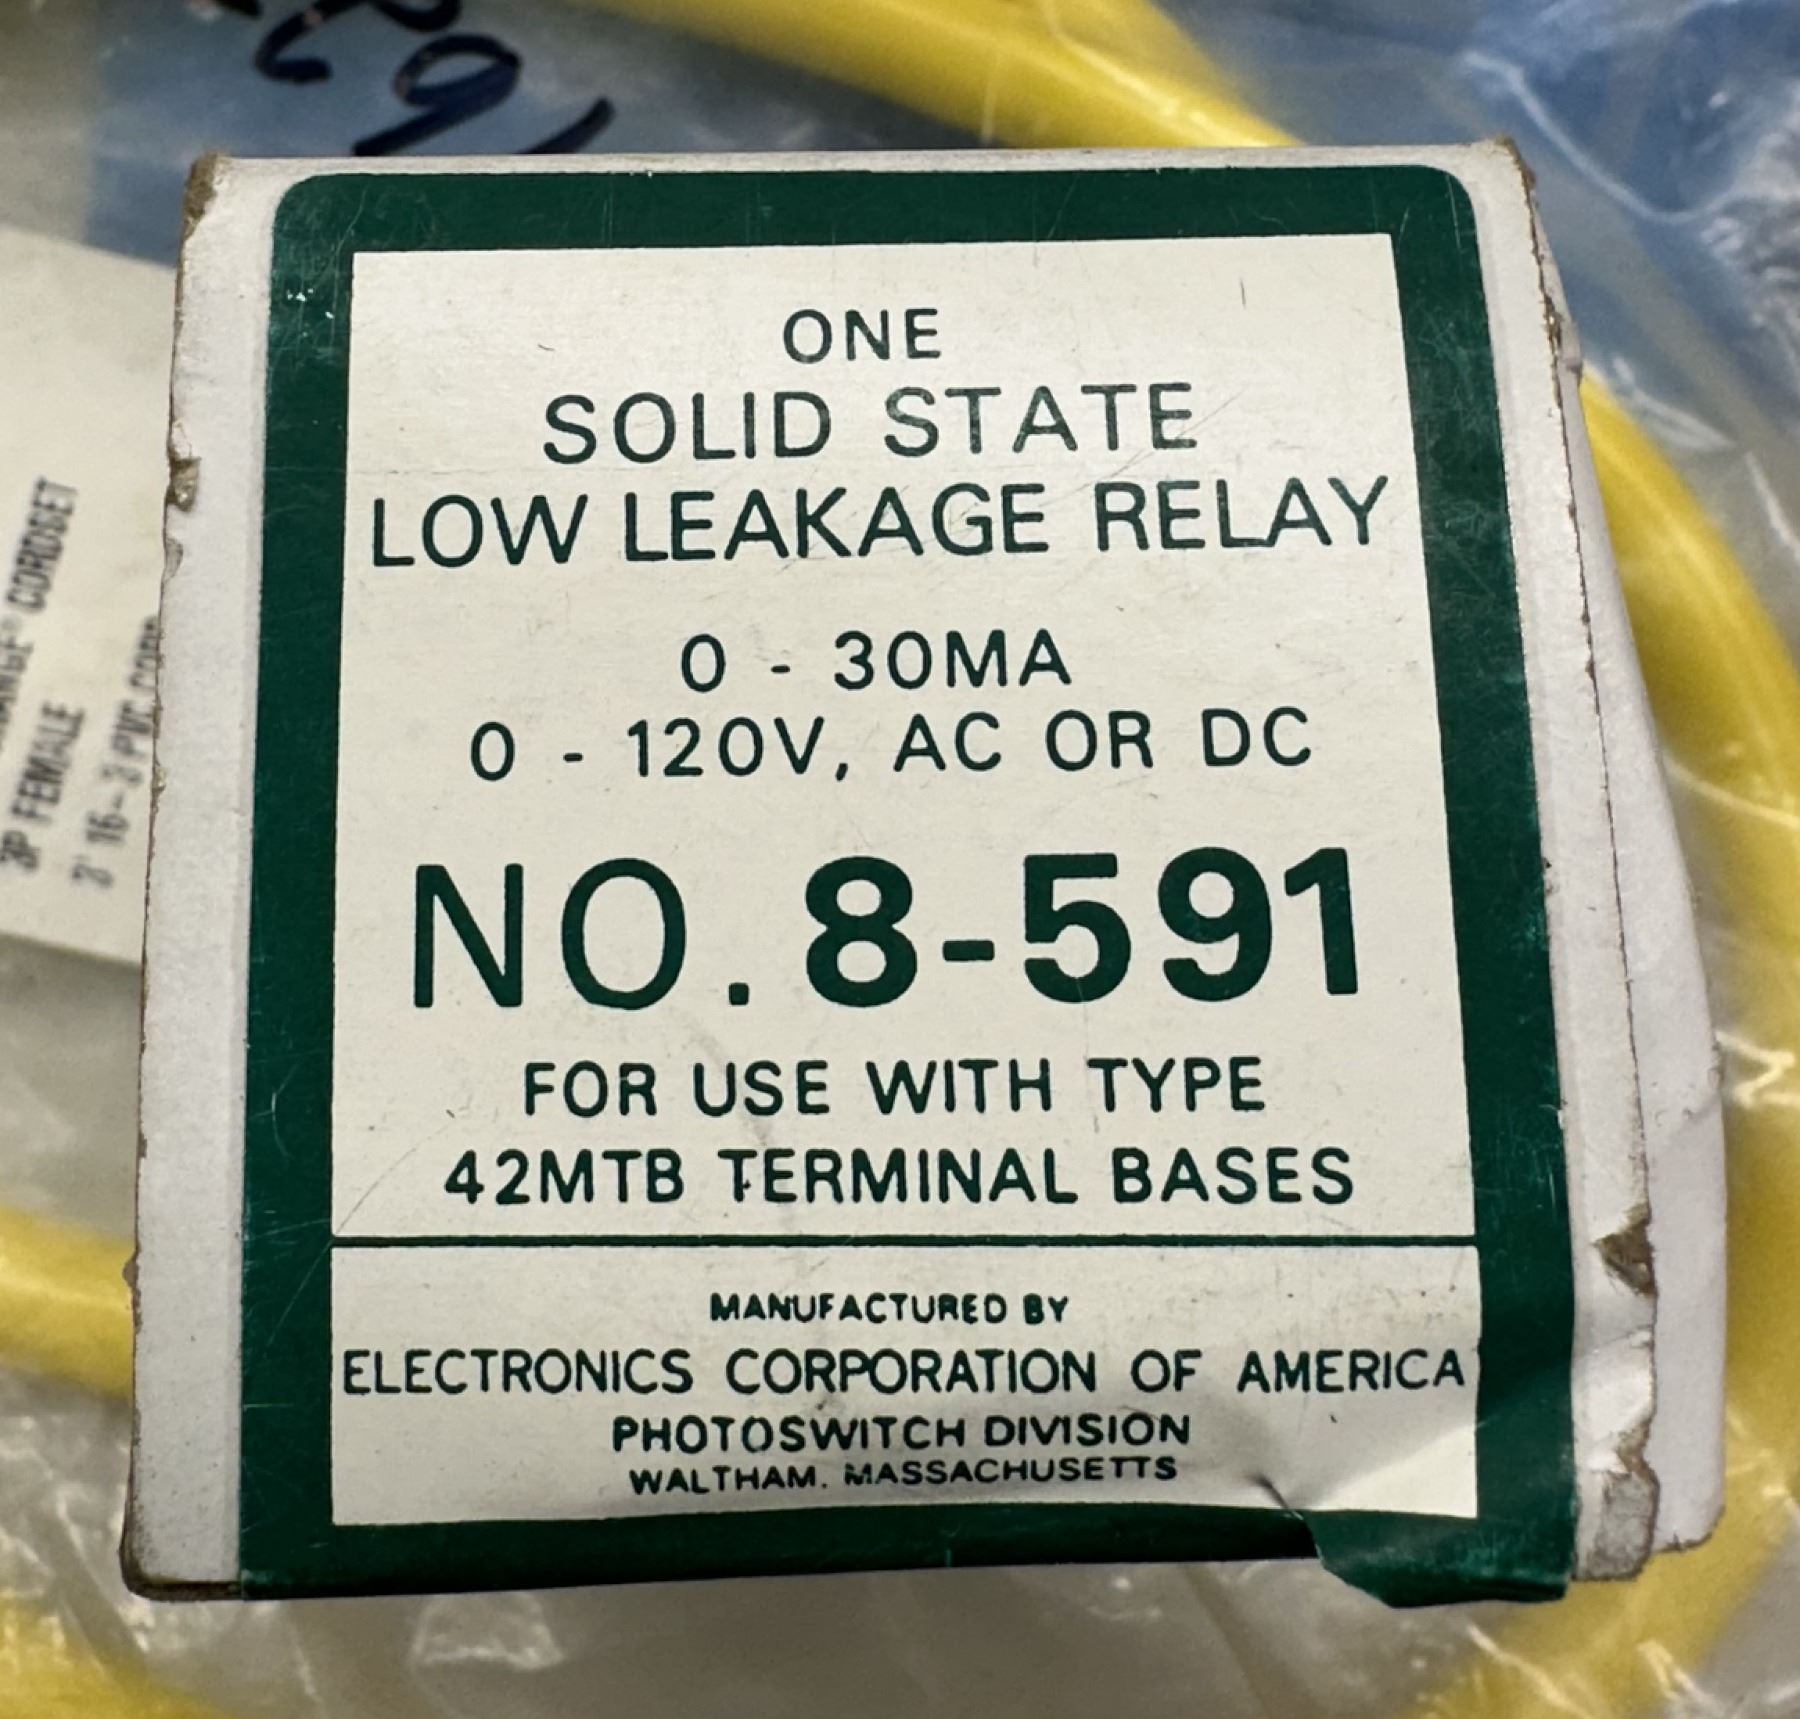 ONE
SOLID STATE
LOW LEAKAGE RELAY
0 - 30MA
0 - 120V, AC OR DC
NO. 8-591
FOR USE WITH TYPE
42MTB TERMINAL BASES
MANUFACTURED BY
ELECTRONICS CORPORATION OF AMERICA
PHOTOSWITCH DIVISION
WALTHAM. MASSACHUSETTS
CORDSET
3P FEMALE